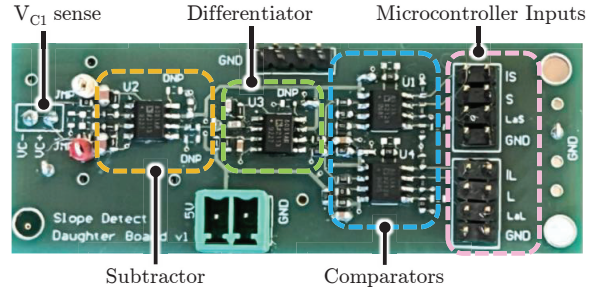 V_C1 sense
Differentiator
Microcontroller Inputs
GND
JMP
U2
DNP
U3
DNP
U1
IS
S
LaS
GND
VC-
VC+
DNP
U4
IL
L
LaL
GND
GND
5V
GND
Slope Detect
Daughter Board v1
Subtractor
Comparators